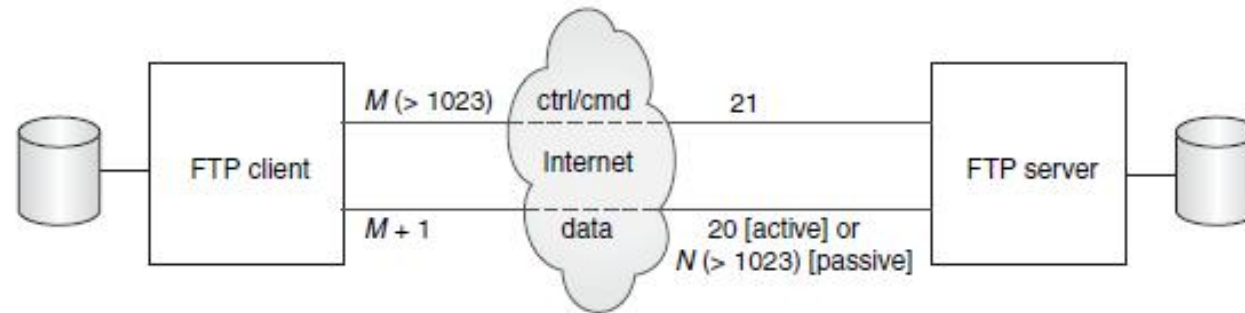 M (> 1023)
ctrl/cmd
21
FTP client
Internet
FTP server
M + 1
data
20 [active] or
N (> 1023) [passive]